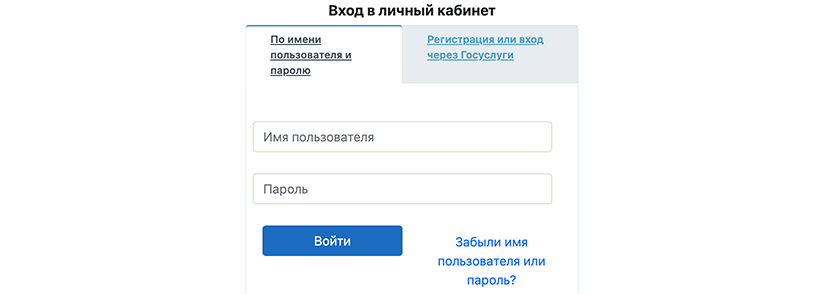 Вход в личный кабинет
По имени
пользователя и
паролю
Регистрация или вход
через Госуслуги
Имя пользователя
Пароль
Войти
Забыли имя
пользователя или
пароль?